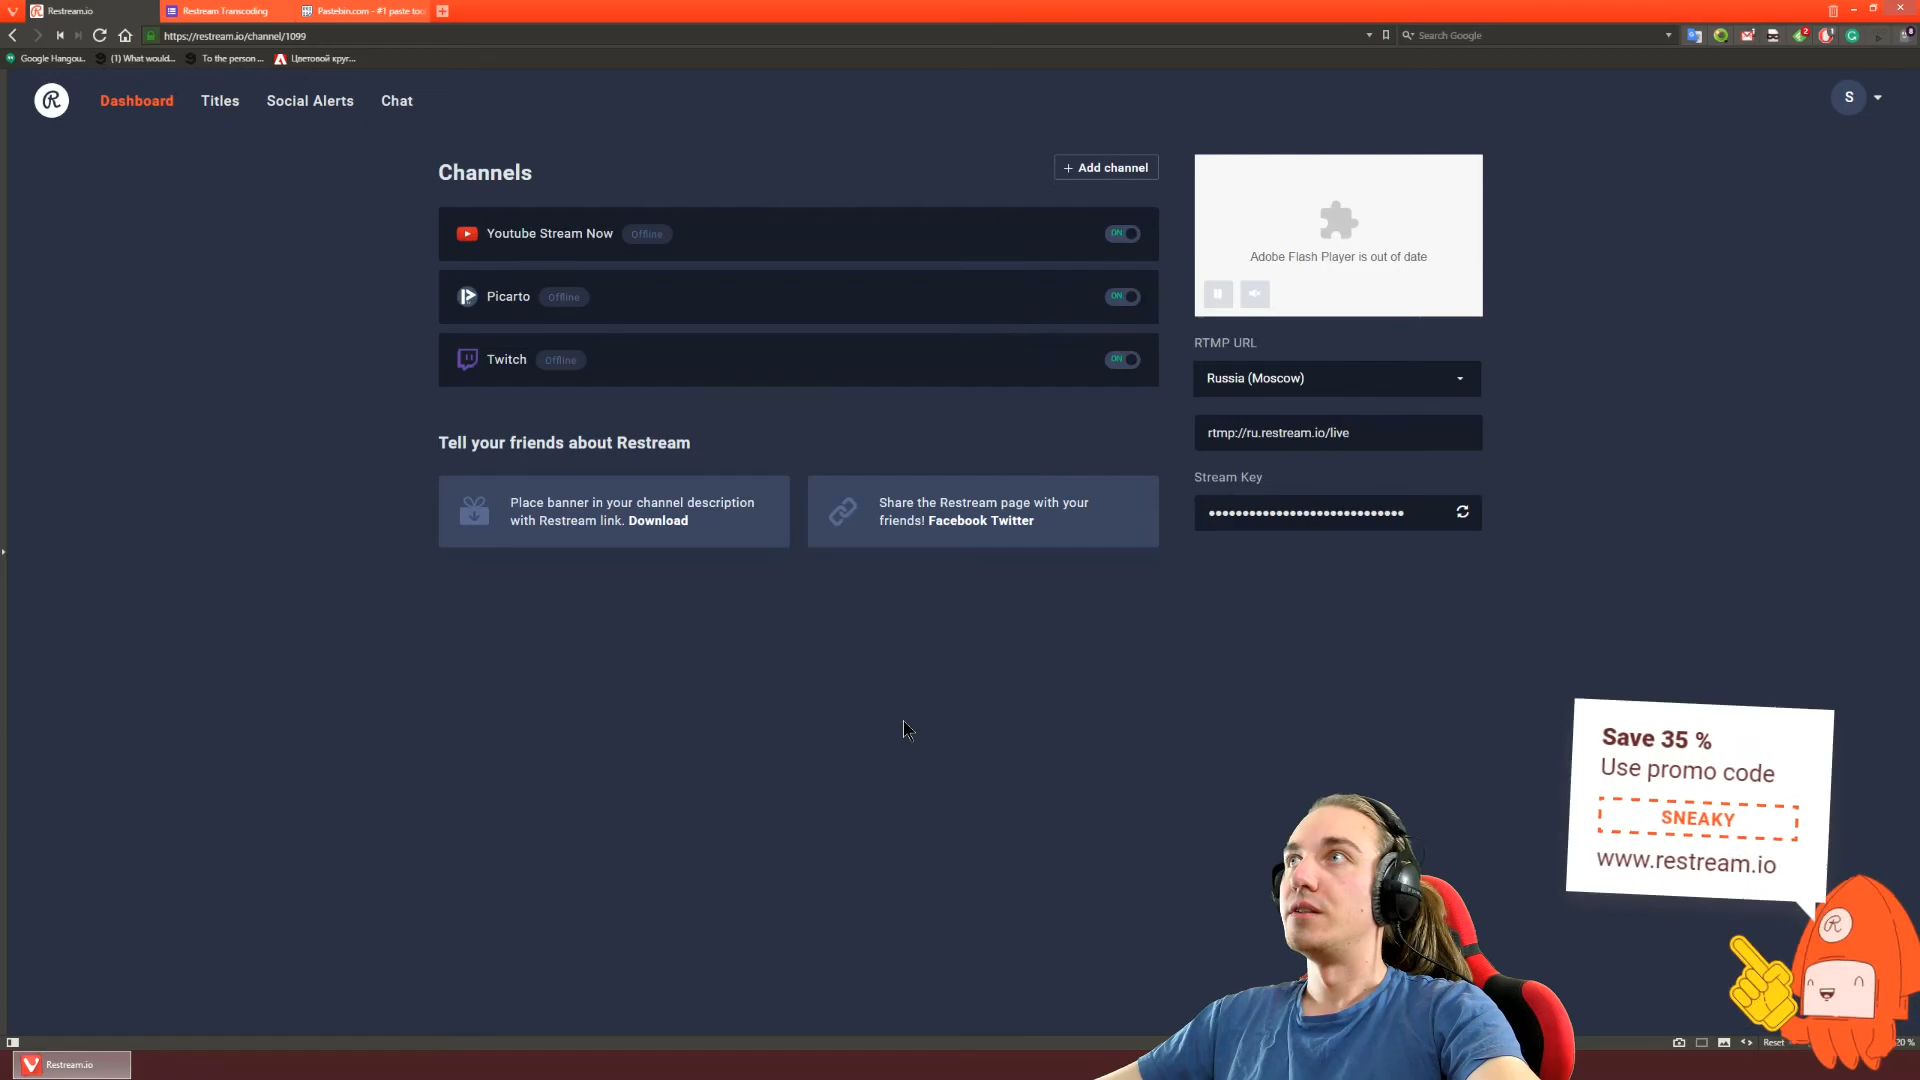 Restream.io
Restream Transcoding
Pastebin.com - #1 paste too
https://restream.io/channel/1099
Search Google
Google Hangou..
(1) What would...
To the person ...
Цветовой круг...
Dashboard
Titles
Social Alerts
Chat
S
Channels
+ Add channel
Youtube Stream Now
Offline
ON
Picarto
Offline
ON
Twitch
Offline
ON
Adobe Flash Player is out of date
RTMP URL
Russia (Moscow)
rtmp://ru.restream.io/live
Stream Key
Tell your friends about Restream
Place banner in your channel description
with Restream link. Download
Share the Restream page with your
friends! Facebook Twitter
Save 35 %
Use promo code
SNEAKY
www.restream.io
Reset
Restream.io